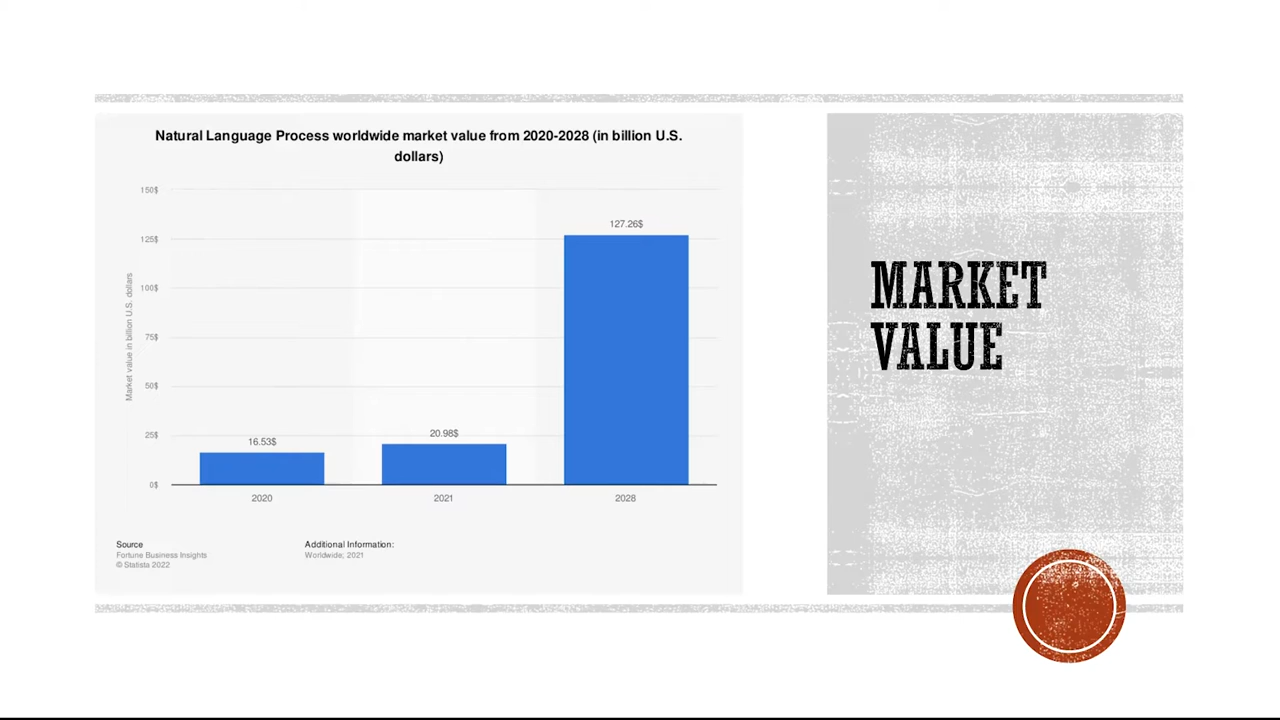 Natural Language Process worldwide market value from 2020-2028 (in billion U.S.
dollars)
Market value in billion U.S. dollars
150$
125$
100$
75$
50$
25$
0$
16.53$
20.98$
127.26$
2020
2021
2028
Source
Fortune Business Insights
© Statista 2022
Additional Information:
Worldwide, 2021
MARKET
VALUE